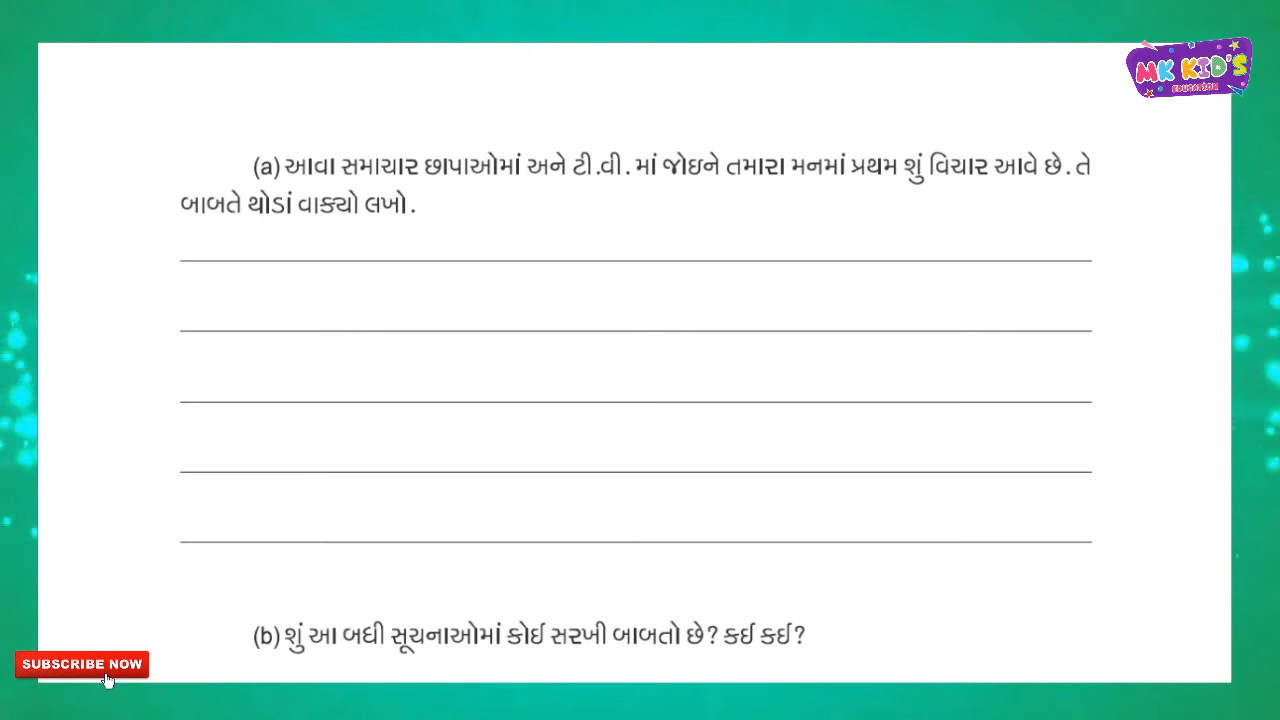 MK KID'S
EDUCATION
(a) આવા સમાચાર છાપાઓમાં અને ટી.વી. માં જોઇને તમારા મનમાં પ્રથમ શું વિચાર આવે છે. તે
બાબતે થોડાં વાક્યો લખો.
(b) શું આ બધી સૂચનાઓમાં કોઈ સરખી બાબતો છે? કઈ કઈ?
SUBSCRIBE NOW